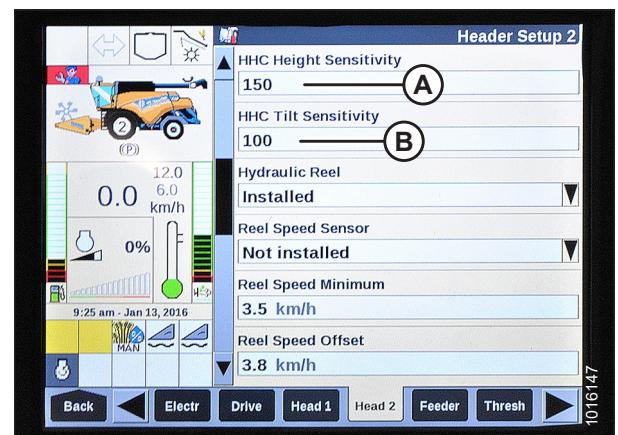 Header Setup 2
HHC Height Sensitivity
150
A
HHC Tilt Sensitivity
100
B
Hydraulic Reel
Installed
Reel Speed Sensor
Not installed
Reel Speed Minimum
3.5 km/h
Reel Speed Offset
3.8 km/h
2
(P)
12.0
0.0 6.0
km/h
0%
F
9:25 am - Jan 13, 2016
%
MAN
Back
Electr
Drive
Head 1
Head 2
Feeder
Thresh
1016147